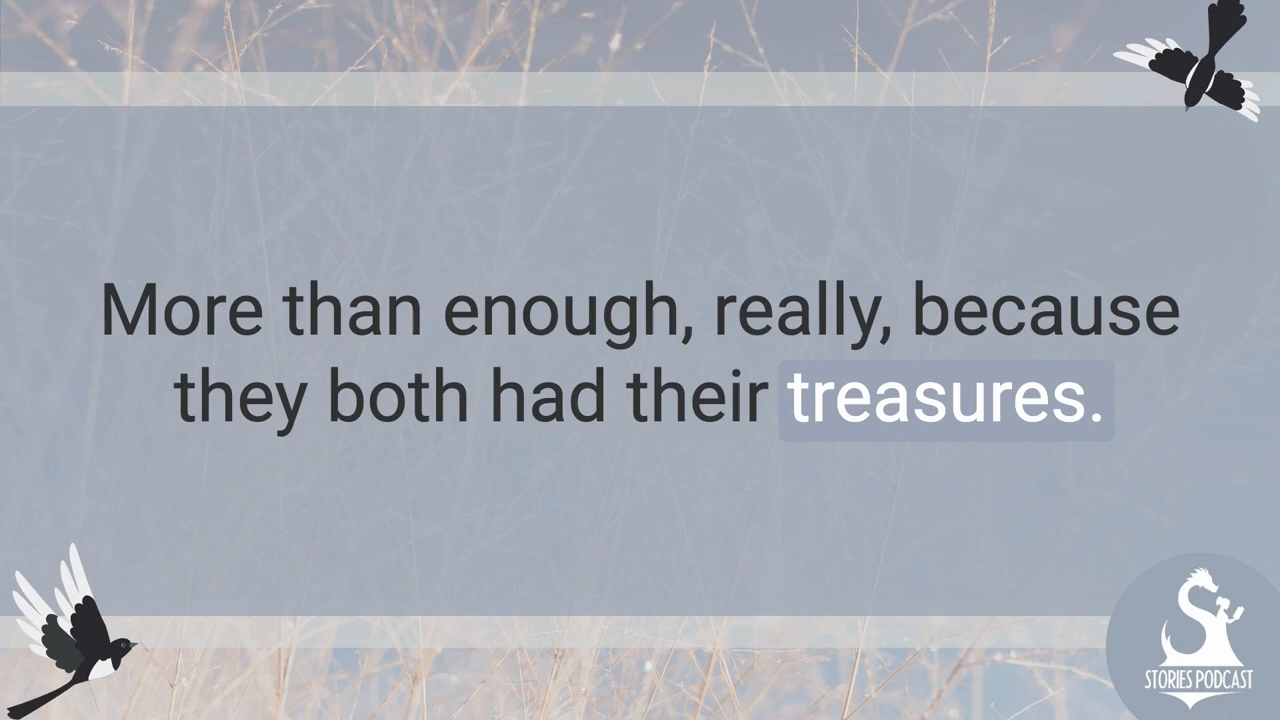 More than enough, really, because
they both had their treasures.
STORIES PODCAST